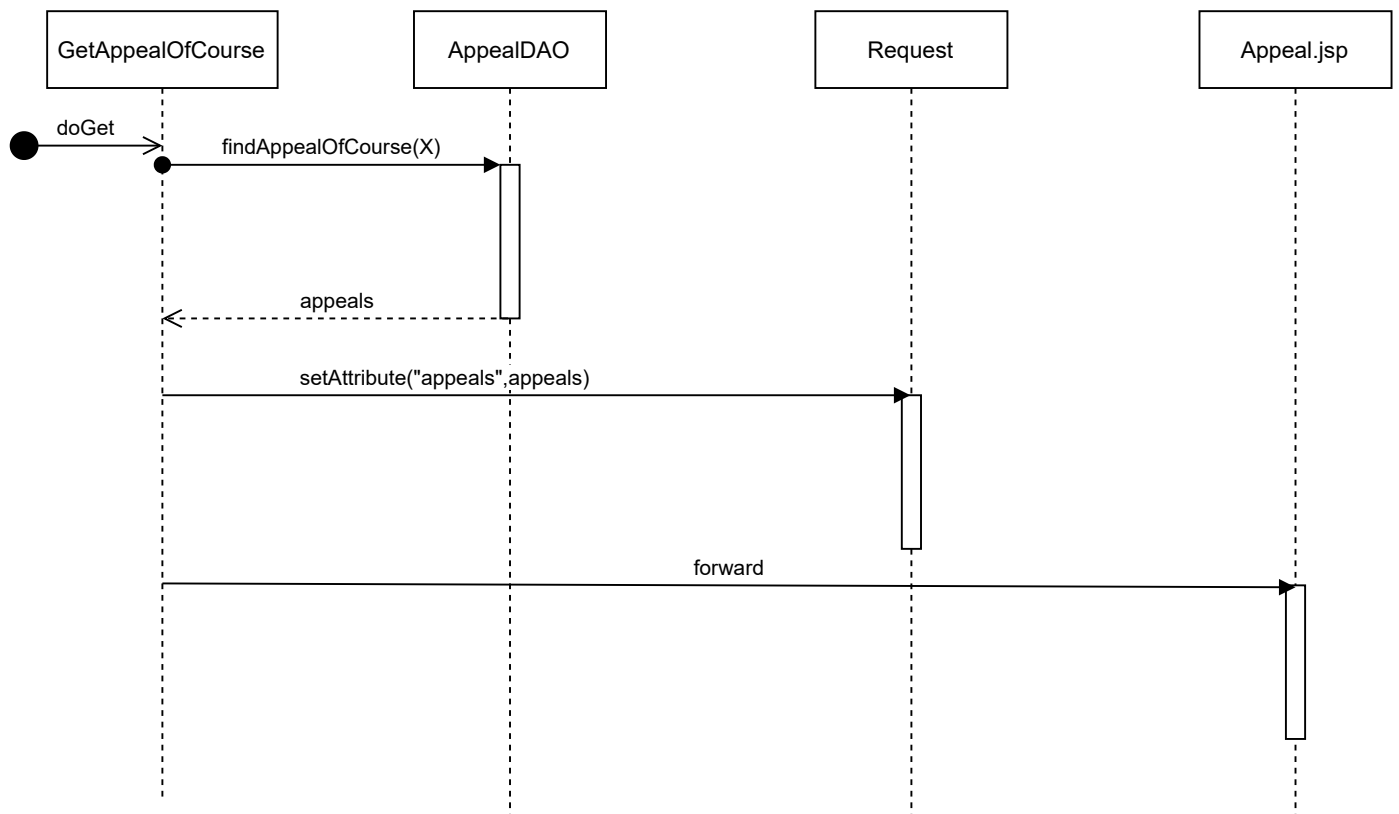 GetAppealOfCourse
AppealDAO
Request
Appeal.jsp
doGet
findAppealOfCourse(X)
appeals
setAttribute("appeals",appeals)
forward